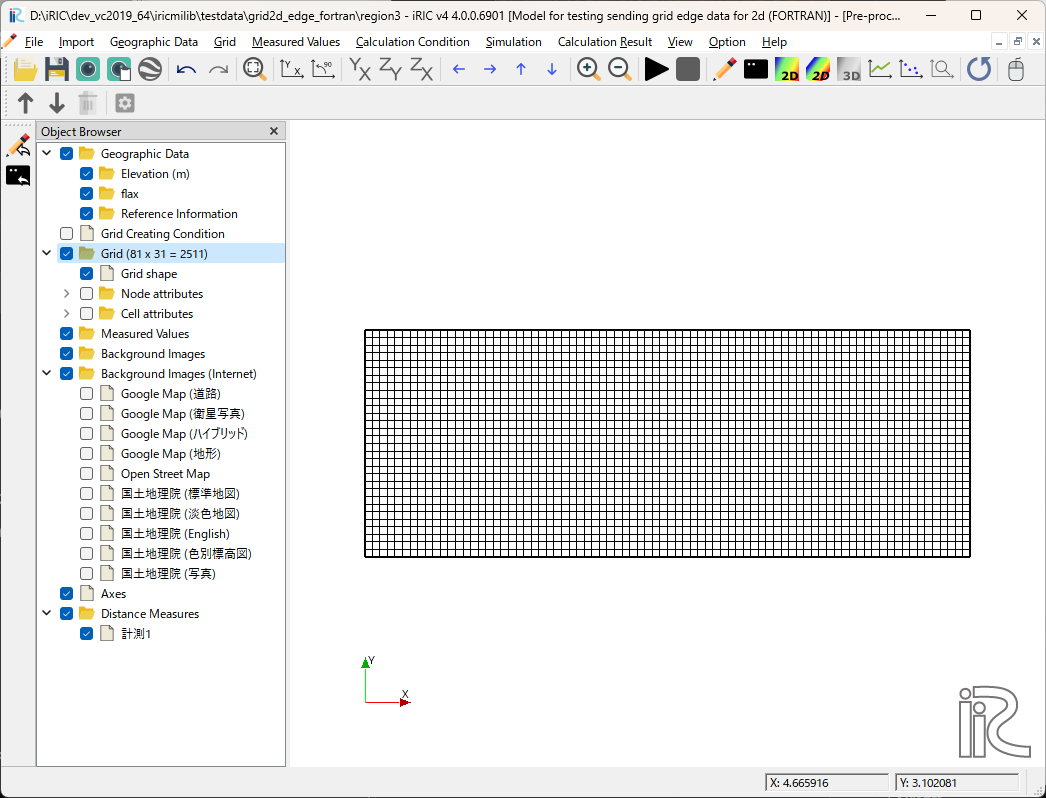 D:\iRIC\dev_vc2019_64\iricmilib\testdata\grid2d_edge_fortran\region3 - iRIC v4 4.0.0.6901 [Model for testing sending grid edge data for 2d (FORTRAN)] - [Pre-proc...
File Import Geographic Data Grid Measured Values Calculation Condition Simulation Calculation Result View Option Help
Y X -90 YX ZY ZX 2D 2D 3D
Object Browser
Geographic Data
Elevation (m)
flax
Reference Information
Grid Creating Condition
Grid (81 x 31 = 2511)
Grid shape
Node attributes
Cell attributes
Measured Values
Background Images
Background Images (Internet)
Google Map (道路)
Google Map (衛星写真)
Google Map (ハイブリッド)
Google Map (地形)
Open Street Map
国土地理院 (標準地図)
国土地理院 (淡色地図)
国土地理院 (English)
国土地理院 (色別標高図)
国土地理院 (写真)
Axes
Distance Measures
計測1
Y
X
iRIC
X: 4.665916
Y: 3.102081